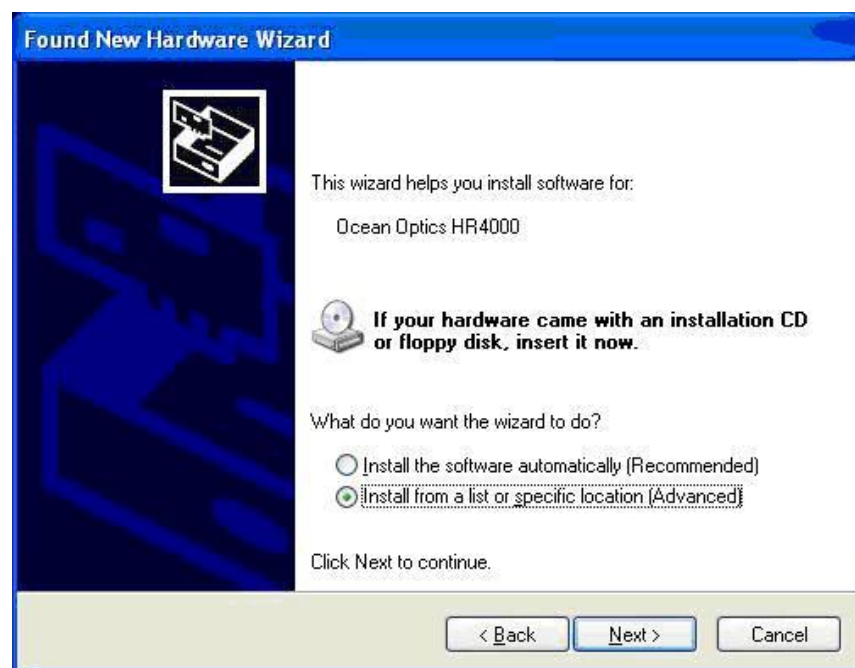 Found New Hardware Wizard
This wizard helps you install software for:
Ocean Optics HR4000
If your hardware came with an installation CD
or floppy disk, insert it now.
What do you want the wizard to do?
Install the software automatically (Recommended)
Install from a list or specific location (Advanced)
Click Next to continue.
< Back
Next >
Cancel